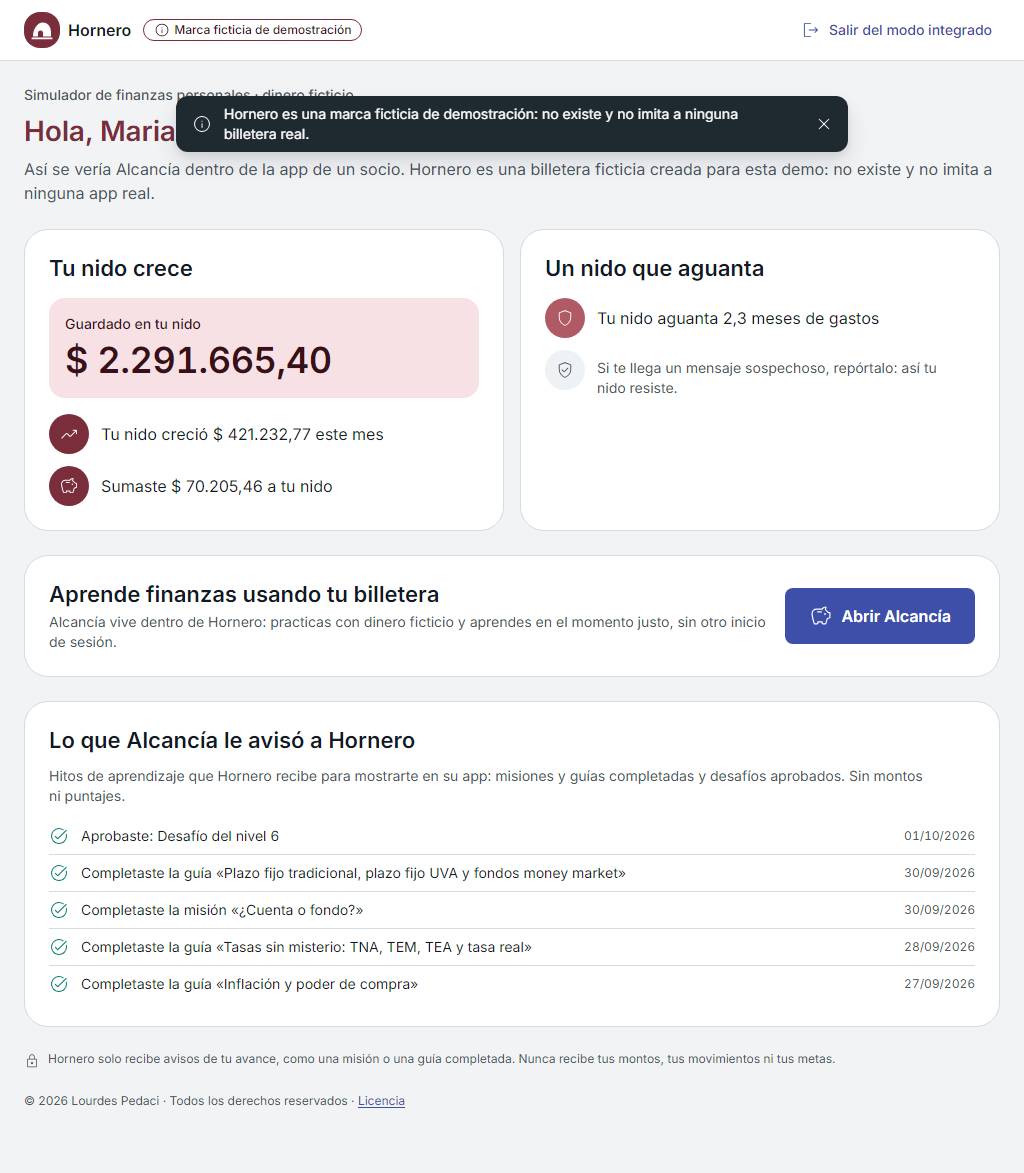 Hornero
Marca ficticia de demostración
Salir del modo integrado
Simulador de finanzas personales · dinero ficticio
Hornero es una marca ficticia de demostración: no existe y no imita a ninguna
billetera real.
Hola, Maria
Así se vería Alcancía dentro de la app de un socio. Hornero es una billetera ficticia creada para esta demo: no existe y no imita a
ninguna app real.
Tu nido crece
Guardado en tu nido
$ 2.291.665,40
Tu nido creció $ 421.232,77 este mes
Sumaste $ 70.205,46 a tu nido
Un nido que aguanta
Tu nido aguanta 2,3 meses de gastos
Si te llega un mensaje sospechoso, repórtalo: así tu
nido resiste.
Aprende finanzas usando tu billetera
Alcancía vive dentro de Hornero: practicas con dinero ficticio y aprendes en el momento justo, sin otro inicio
de sesión.
Abrir Alcancía
Lo que Alcancía le avisó a Hornero
Hitos de aprendizaje que Hornero recibe para mostrarte en su app: misiones y guías completadas y desafíos aprobados. Sin montos
ni puntajes.
Aprobaste: Desafío del nivel 6 01/10/2026
Completaste la guía «Plazo fijo tradicional, plazo fijo UVA y fondos money market» 30/09/2026
Completaste la misión «¿Cuenta o fondo?» 30/09/2026
Completaste la guía «Tasas sin misterio: TNA, TEM, TEA y tasa real» 28/09/2026
Completaste la guía «Inflación y poder de compra» 27/09/2026
Hornero solo recibe avisos de tu avance, como una misión o una guía completada. Nunca recibe tus montos, tus movimientos ni tus metas.
© 2026 Lourdes Pedaci · Todos los derechos reservados · Licencia